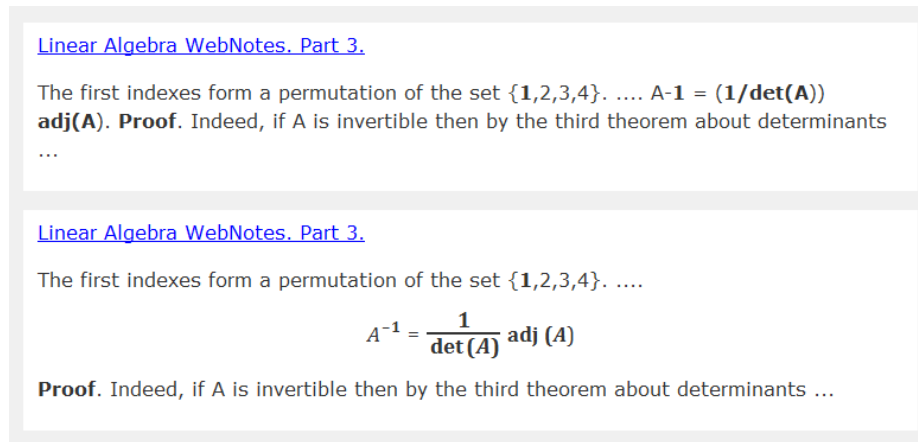 Linear Algebra WebNotes. Part 3.
The first indexes form a permutation of the set {1,2,3,4}. .... A-1 = (1/det(A))
adj(A). Proof. Indeed, if A is invertible then by the third theorem about determinants
...
Linear Algebra WebNotes. Part 3.
The first indexes form a permutation of the set {1,2,3,4}. ....
A⁻¹ = 1/det(A) adj (A)
Proof. Indeed, if A is invertible then by the third theorem about determinants ...